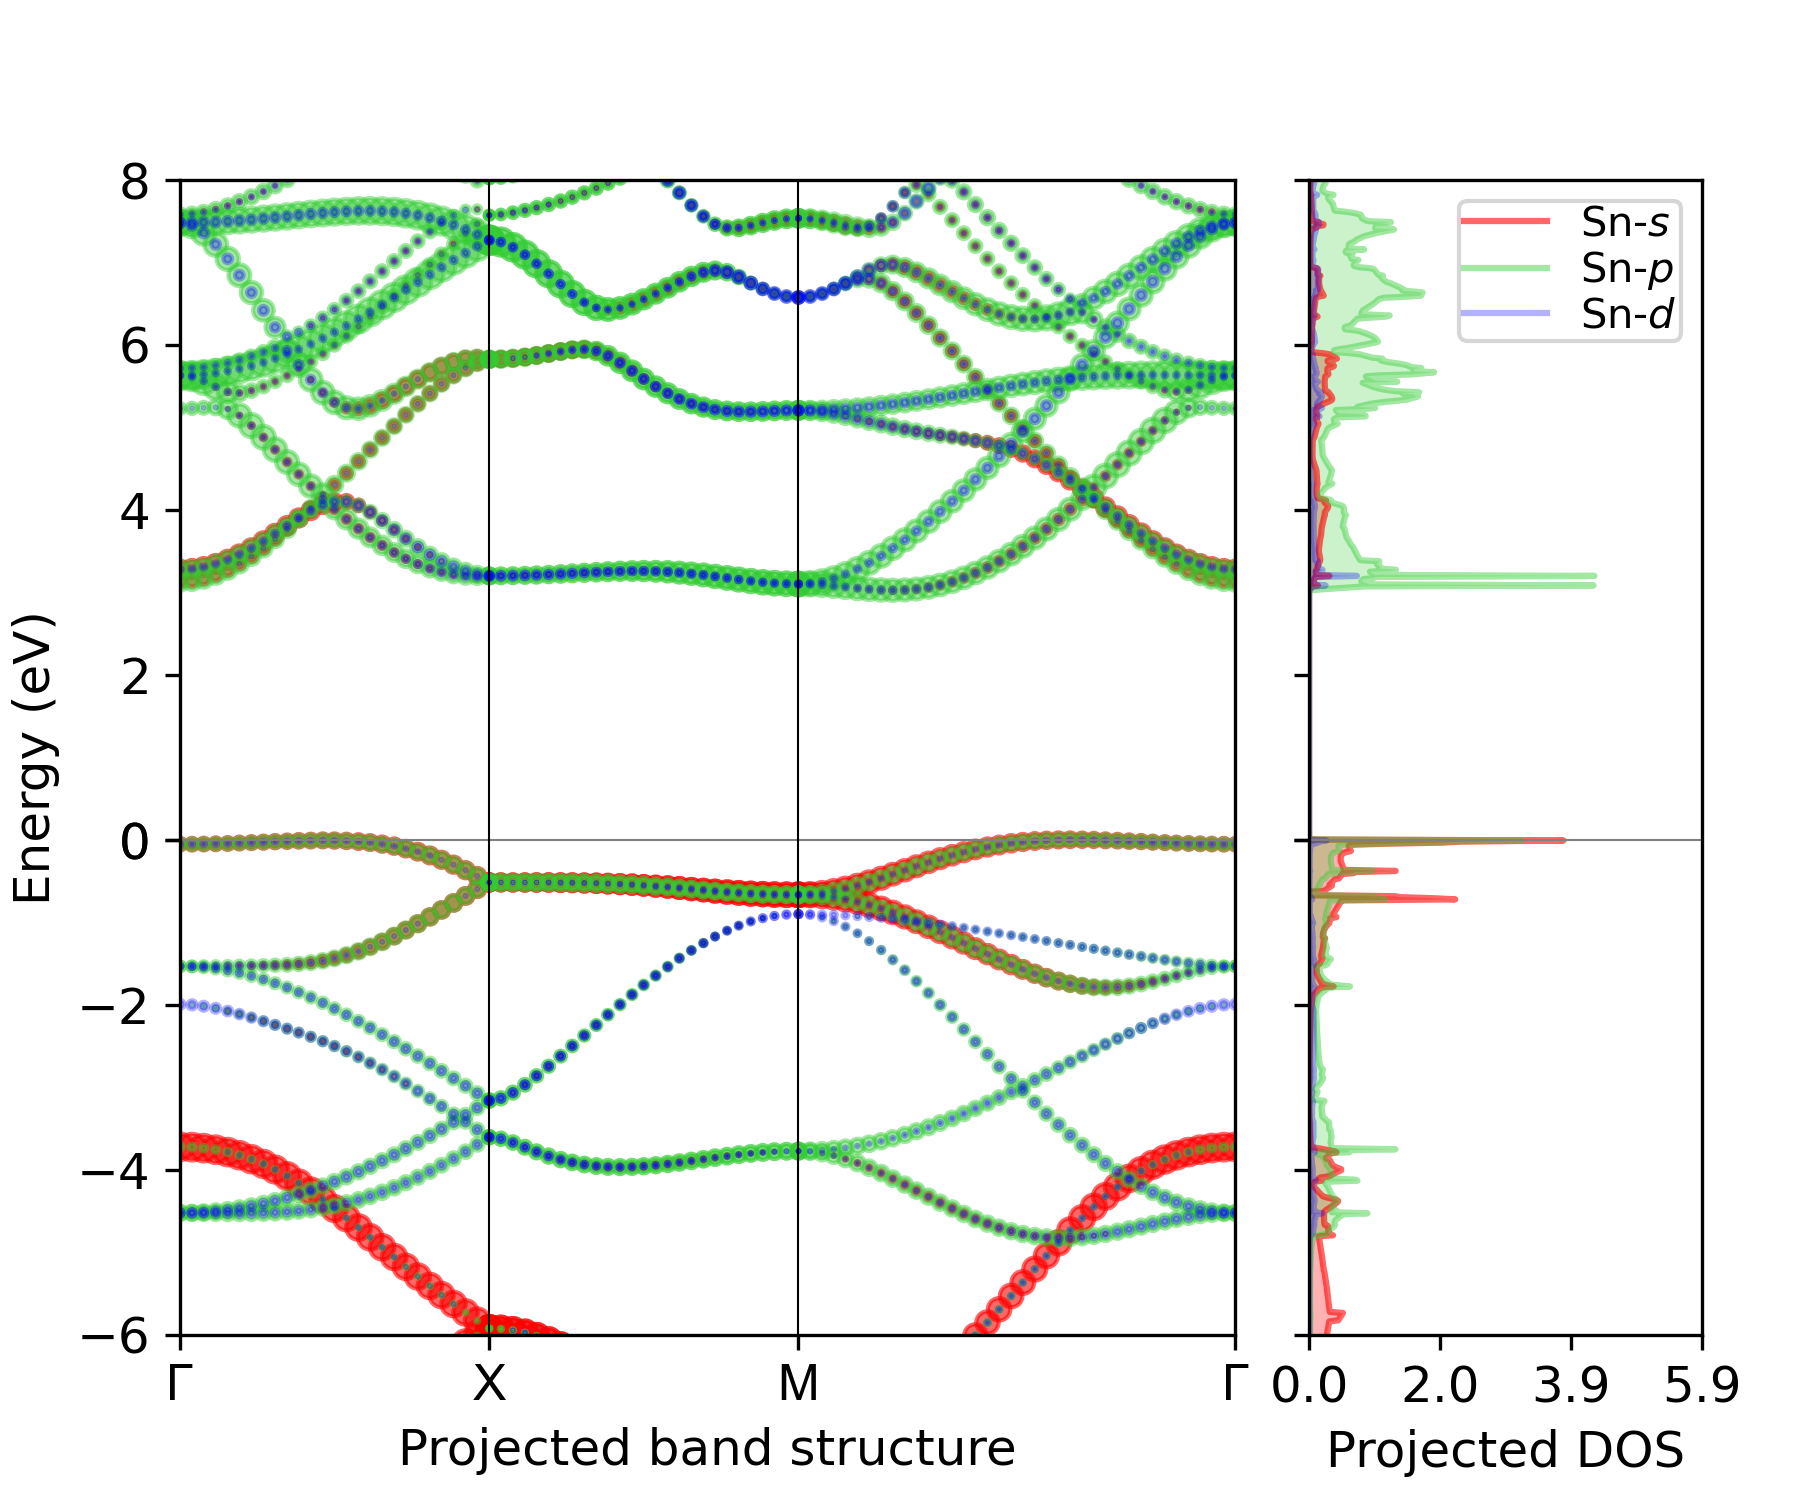 8
6
4
2
0
−2
−4
−6
Energy (eV)
Γ X M Γ
Projected band structure
Sn-s
Sn-p
Sn-d
0.0 2.0 3.9 5.9
Projected DOS